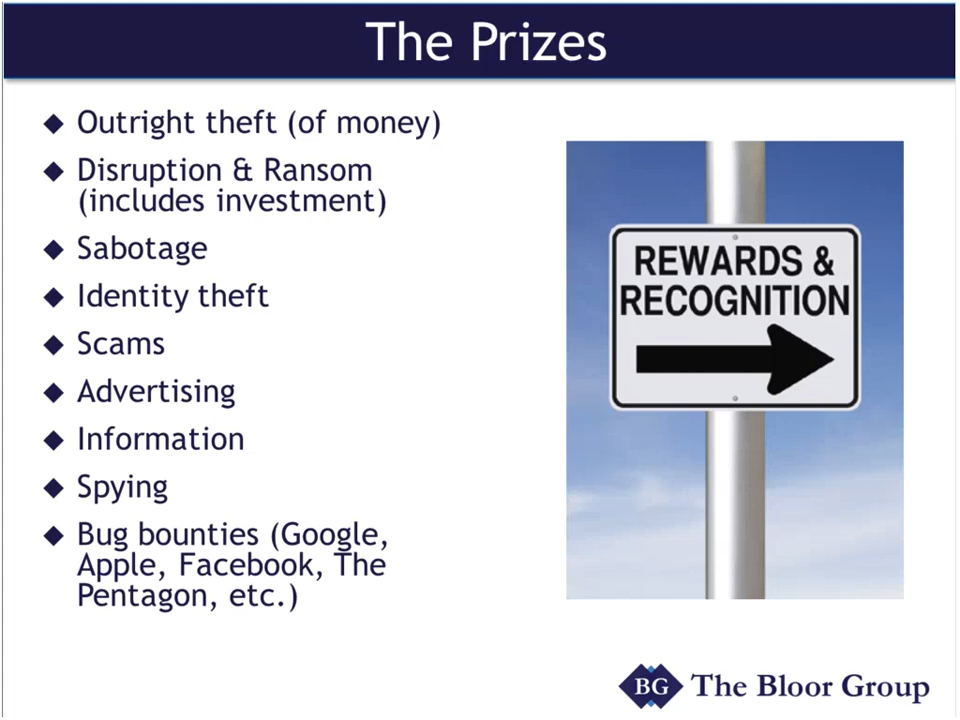 The Prizes
Outright theft (of money)
Disruption & Ransom
(includes investment)
Sabotage
Identity theft
Scams
Advertising
Information
Spying
Bug bounties (Google,
Apple, Facebook, The
Pentagon, etc.)
REWARDS &
RECOGNITION
BG The Bloor Group